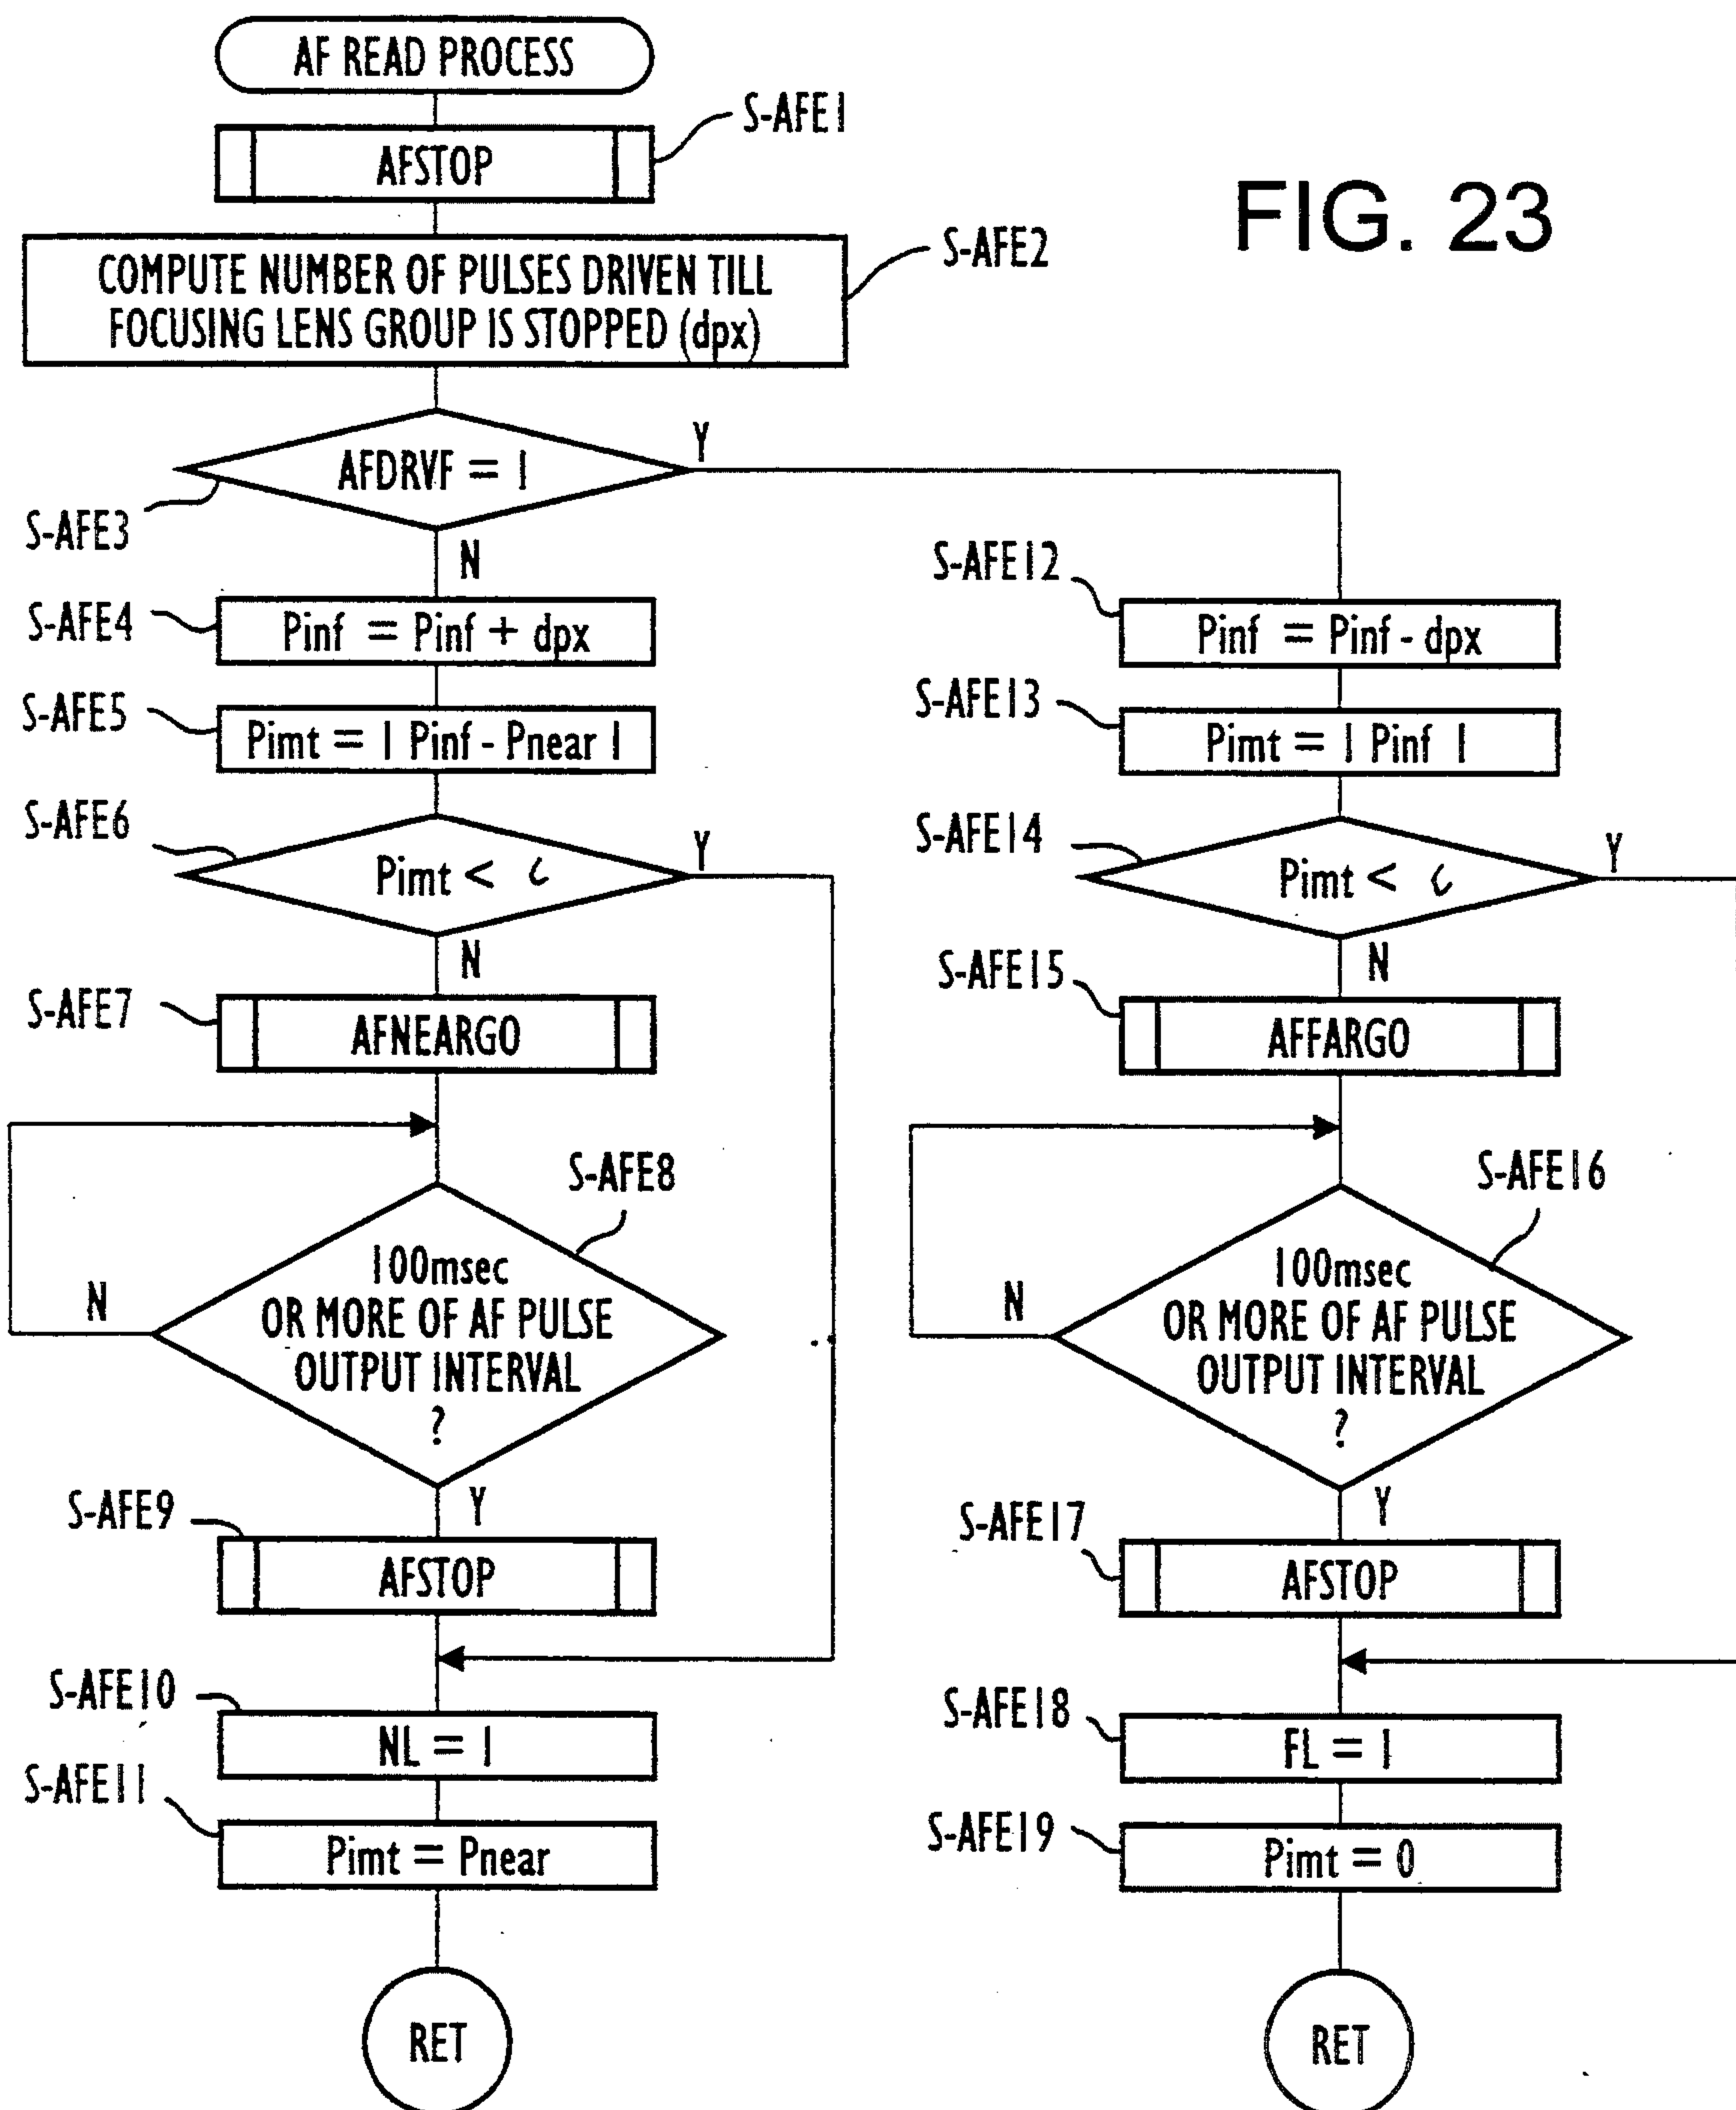 AF READ PROCESS
S-AFE1
AFSTOP
FIG. 23
S-AFE2
COMPUTE NUMBER OF PULSES DRIVEN TILL
FOCUSING LENS GROUP IS STOPPED (dpx)
AFDRVF = 1
Y
S-AFE3
N
S-AFE4
Pinf = Pinf + dpx
S-AFE5
Pimt = | Pinf - Pnear |
S-AFE6
Pimt <
Y
N
S-AFE7
AFNEARGO
S-AFE8
100msec
OR MORE OF AF PULSE
OUTPUT INTERVAL
?
N
Y
S-AFE9
AFSTOP
S-AFE10
NL = 1
S-AFE11
Pimt = Pnear
RET
S-AFE12
Pinf = Pinf - dpx
S-AFE13
Pimt = | Pinf |
S-AFE14
Pimt <
Y
N
S-AFE15
AFFARGO
S-AFE16
100msec
OR MORE OF AF PULSE
OUTPUT INTERVAL
?
N
Y
S-AFE17
AFSTOP
S-AFE18
FL = 1
S-AFE19
Pimt = 0
RET